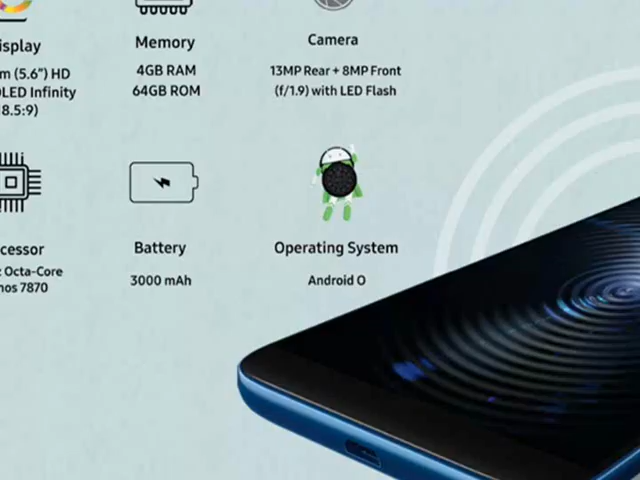 isplay
Memory
Camera
m (5.6") HD
4GB RAM
13MP Rear + 8MP Front
OLED Infinity
64GB ROM
(f/1.9) with LED Flash
8.5:9)
cessor
Battery
Operating System
Octa-Core
3000 mAh
Android O
nos 7870